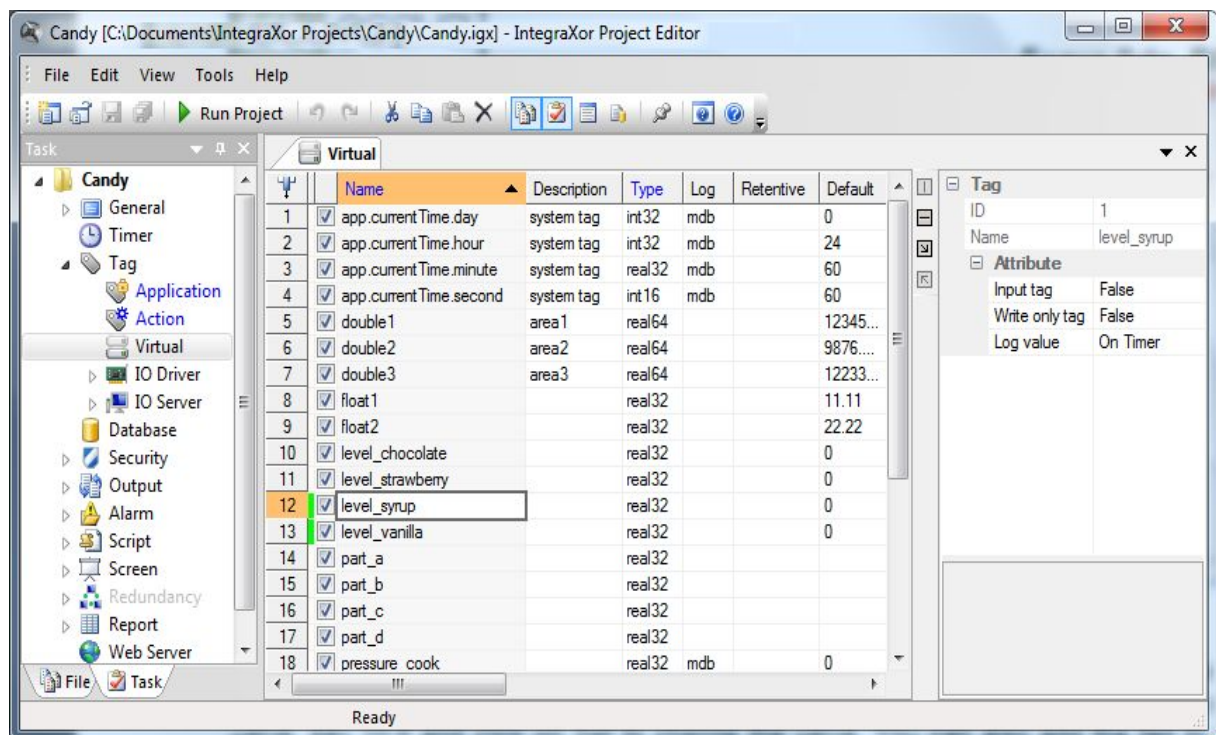 Candy [C:\Documents\IntegraXor Projects\Candy\Candy.igx] - IntegraXor Project Editor
File Edit View Tools Help
Run Project
Task
Candy
General
Timer
Tag
Application
Action
Virtual
IO Driver
IO Server
Database
Security
Output
Alarm
Script
Screen
Redundancy
Report
Web Server
File Task
Virtual
Name Description Type Log Retentive Default
1 app.currentTime.day system tag int32 mdb 0
2 app.currentTime.hour system tag int32 mdb 24
3 app.currentTime.minute system tag real32 mdb 60
4 app.currentTime.second system tag int16 mdb 60
5 double1 area1 real64 12345...
6 double2 area2 real64 9876....
7 double3 area3 real64 12233...
8 float1 real32 11.11
9 float2 real32 22.22
10 level_chocolate real32 0
11 level_strawberry real32 0
12 level_syrup real32 0
13 level_vanilla real32 0
14 part_a real32
15 part_b real32
16 part_c real32
17 part_d real32
18 pressure_cook real32 mdb 0
Tag
ID 1
Name level_syrup
Attribute
Input tag False
Write only tag False
Log value On Timer
Ready